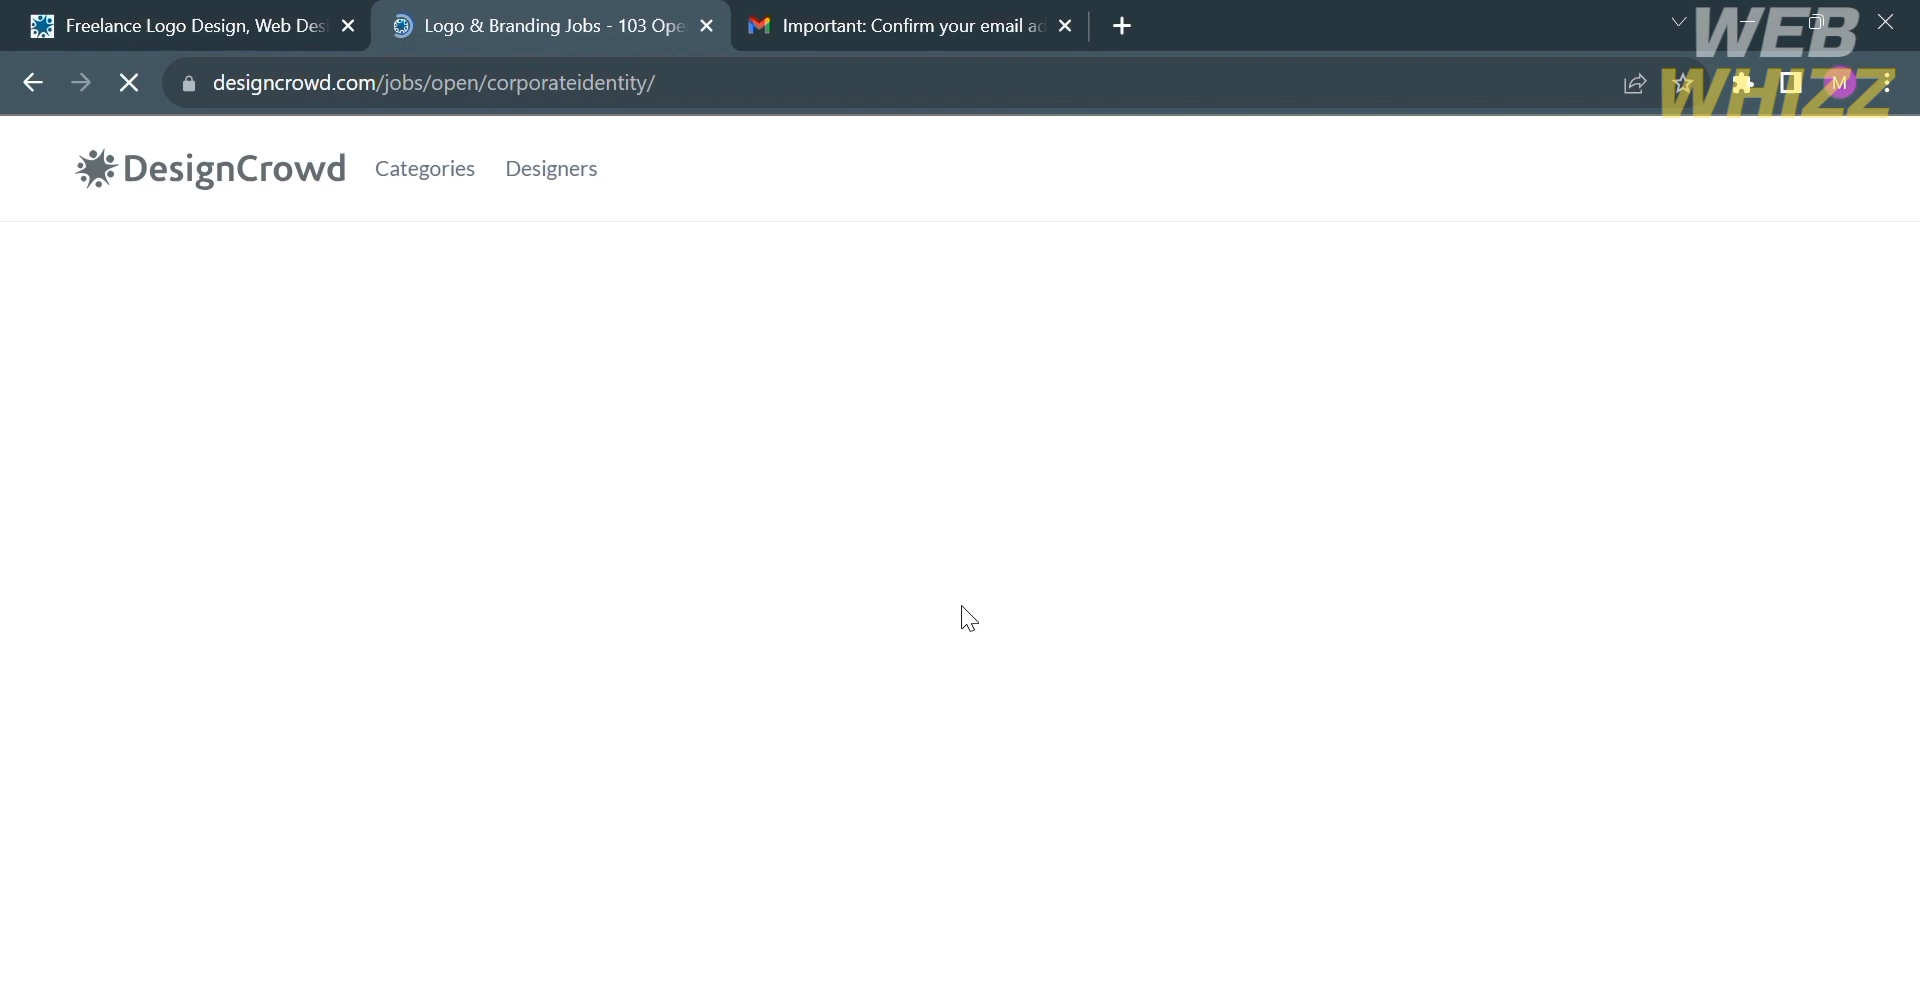 Freelance Logo Design, Web Des
Logo & Branding Jobs - 103 Ope
Important: Confirm your email ad
WEB
WHIZZ
designcrowd.com/jobs/open/corporateidentity/
M
DesignCrowd
Categories
Designers